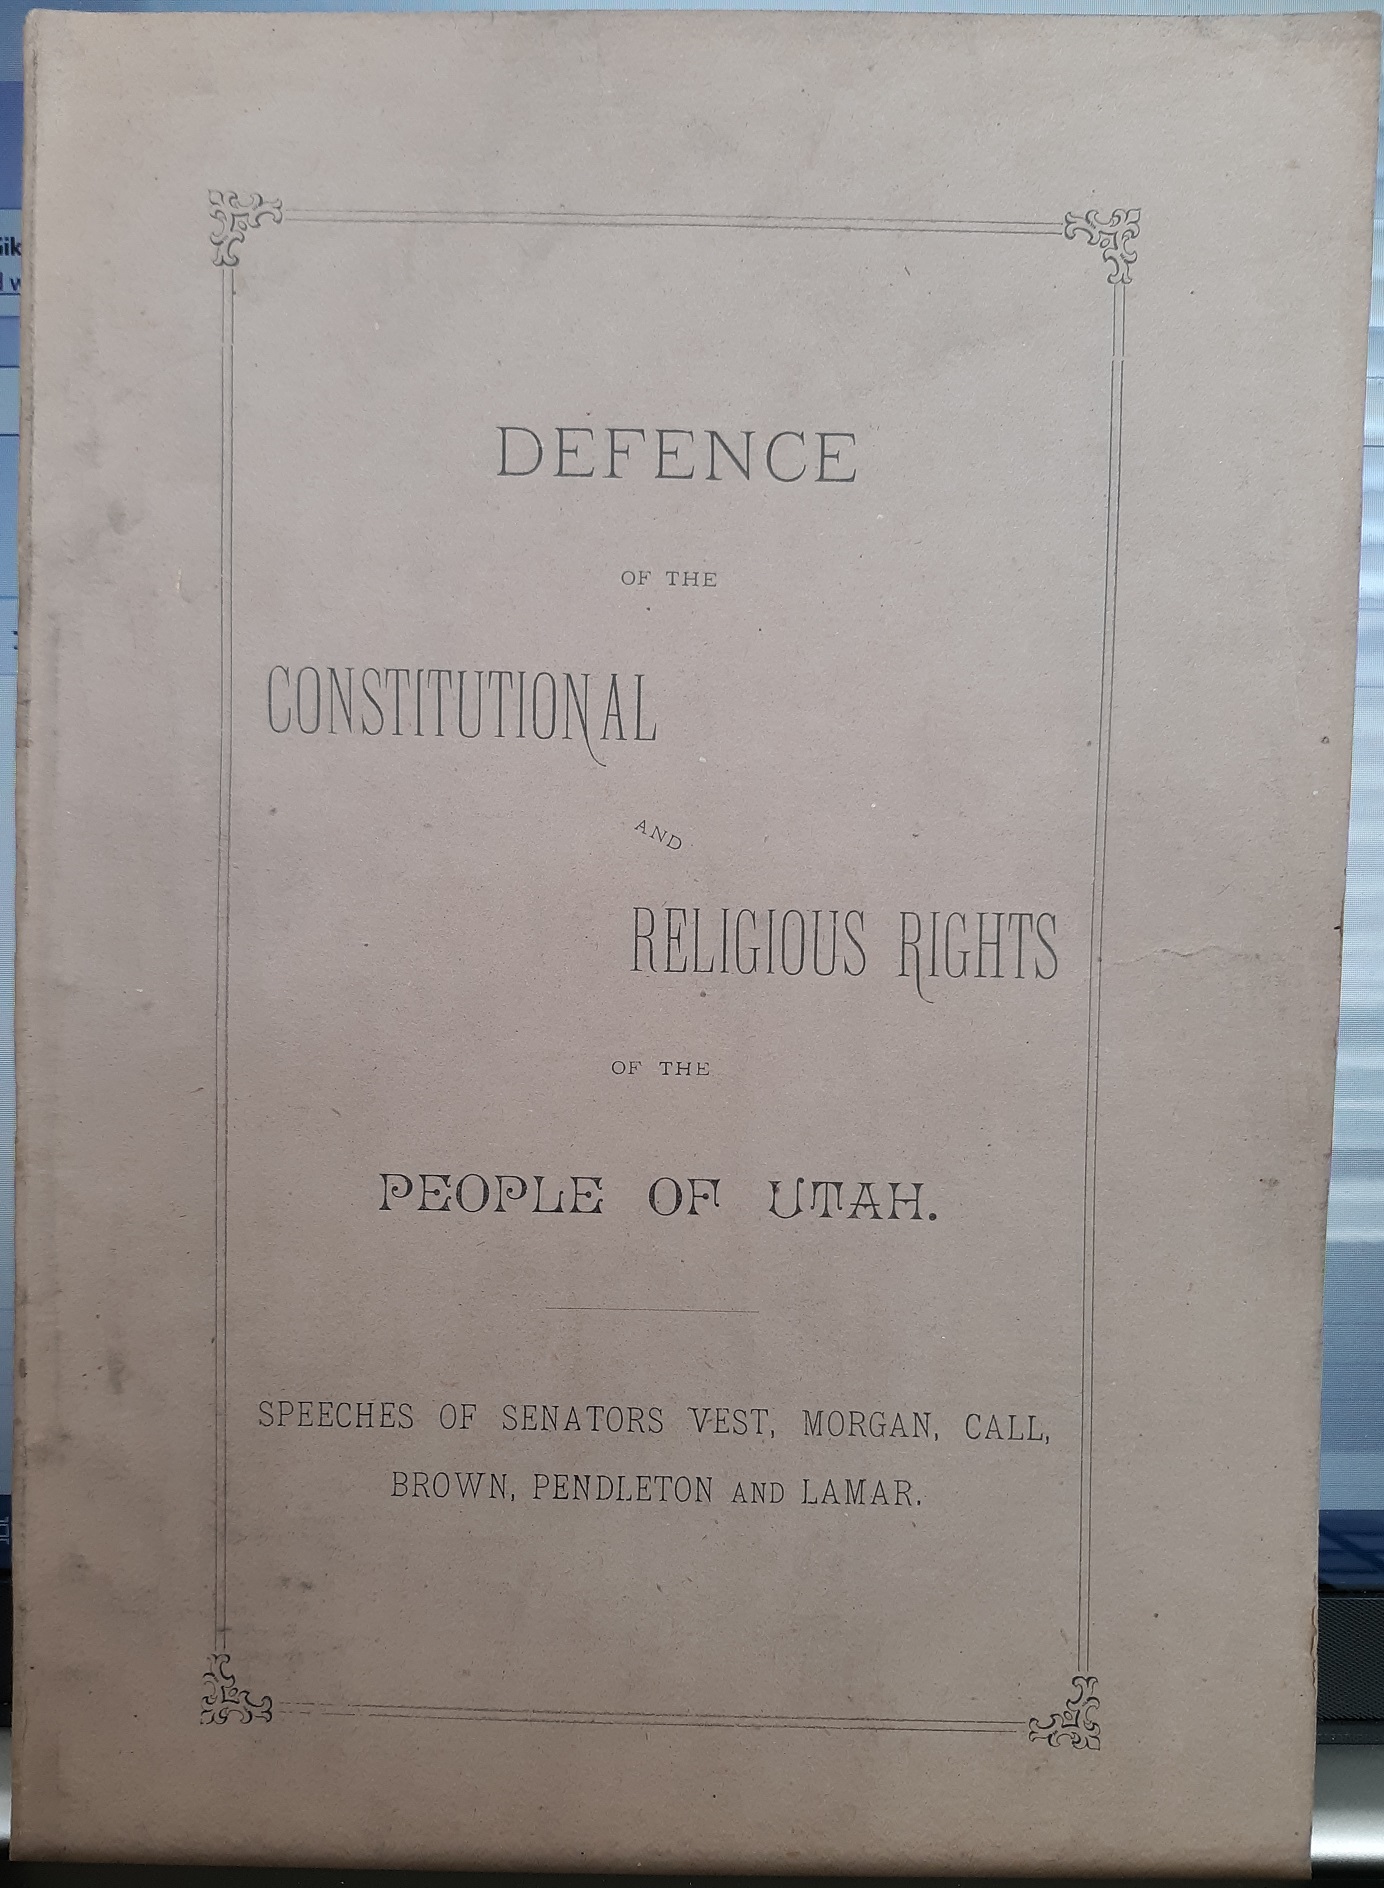 DEFENCE
OF THE
CONSTITUTIONAL
AND
RELIGIOUS RIGHTS
OF THE
PEOPLE OF UTAH.
SPEECHES OF SENATORS VEST, MORGAN, CALL,
BROWN, PENDLETON AND LAMAR.